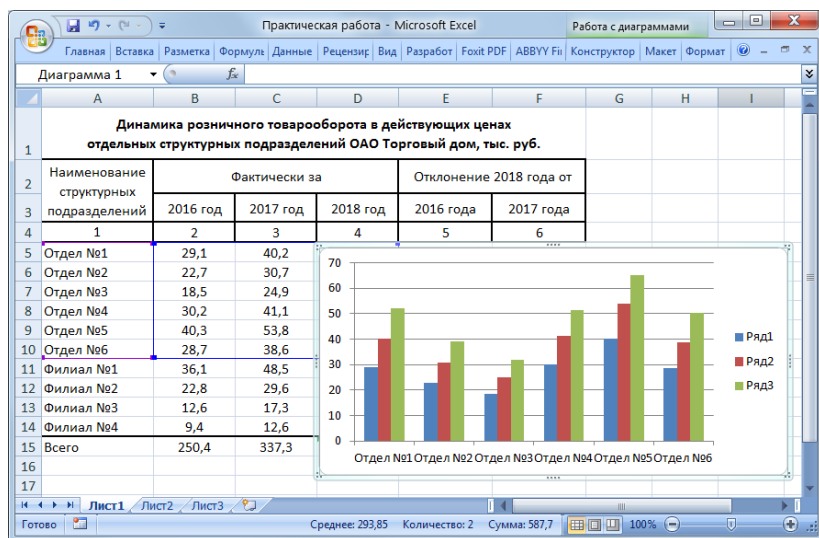 Практическая работа - Microsoft Excel
Работа с диаграммами
Главная Вставка Разметка Формуль Данные Рецензир Вид Разработ Foxit PDF ABBYY Fii Конструктор Макет Формат
Диаграмма 1 fx
A B C D E F G H I
1 Динамика розничного товарооборота в действующих ценах
отдельных структурных подразделений ОАО Торговый дом, тыс. руб.
2 Наименование структурных Фактически за Отклонение 2018 года от
3 подразделений 2016 год 2017 год 2018 год 2016 года 2017 года
4 1 2 3 4 5 6
5 Отдел №1 29,1 40,2
6 Отдел №2 22,7 30,7
7 Отдел №3 18,5 24,9
8 Отдел №4 30,2 41,1
9 Отдел №5 40,3 53,8
10 Отдел №6 28,7 38,6
11 Филиал №1 36,1 48,5
12 Филиал №2 22,8 29,6
13 Филиал №3 12,6 17,3
14 Филиал №4 9,4 12,6
15 Всего 250,4 337,3
16
17
70
60
50
40
30
20
10
0
Отдел №1 Отдел №2 Отдел №3 Отдел №4 Отдел №5 Отдел №6
Ряд1
Ряд2
Ряд3
Лист1 Лист2 Лист3
Готово Среднее: 293,85 Количество: 2 Сумма: 587,7 100%